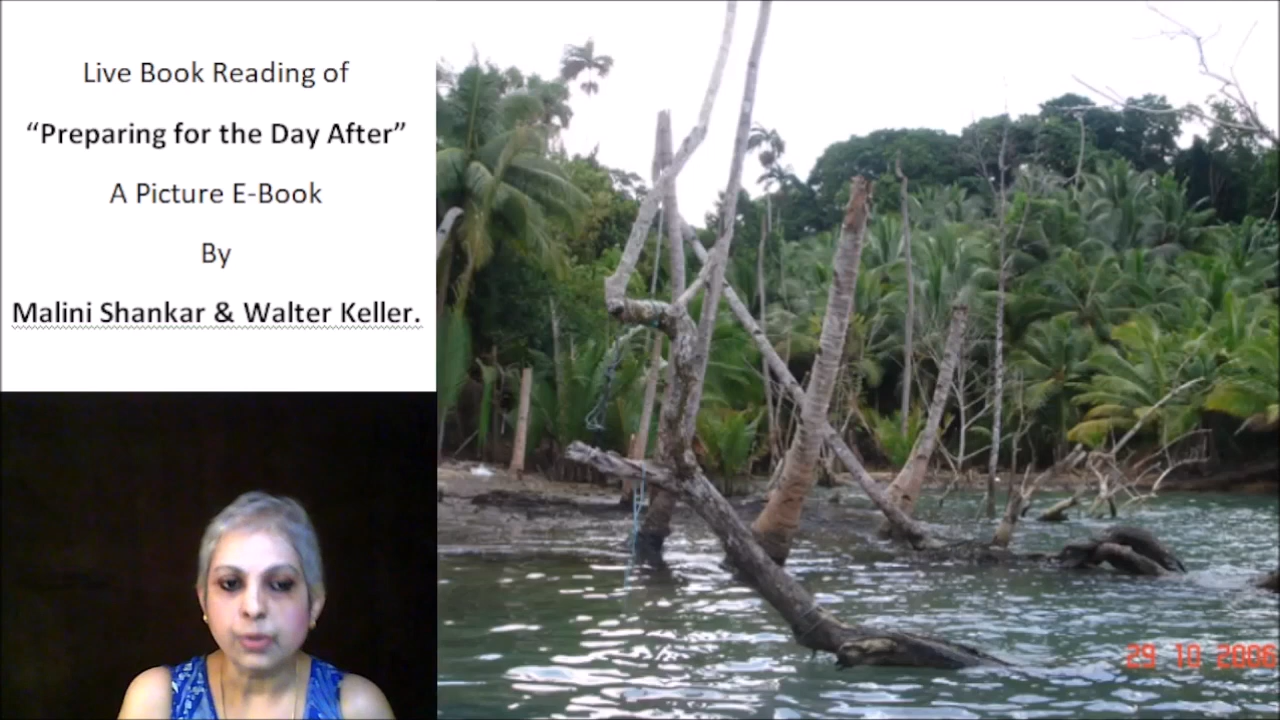 Live Book Reading of
“Preparing for the Day After”
A Picture E-Book
By
Malini Shankar & Walter Keller.
29 10 2006